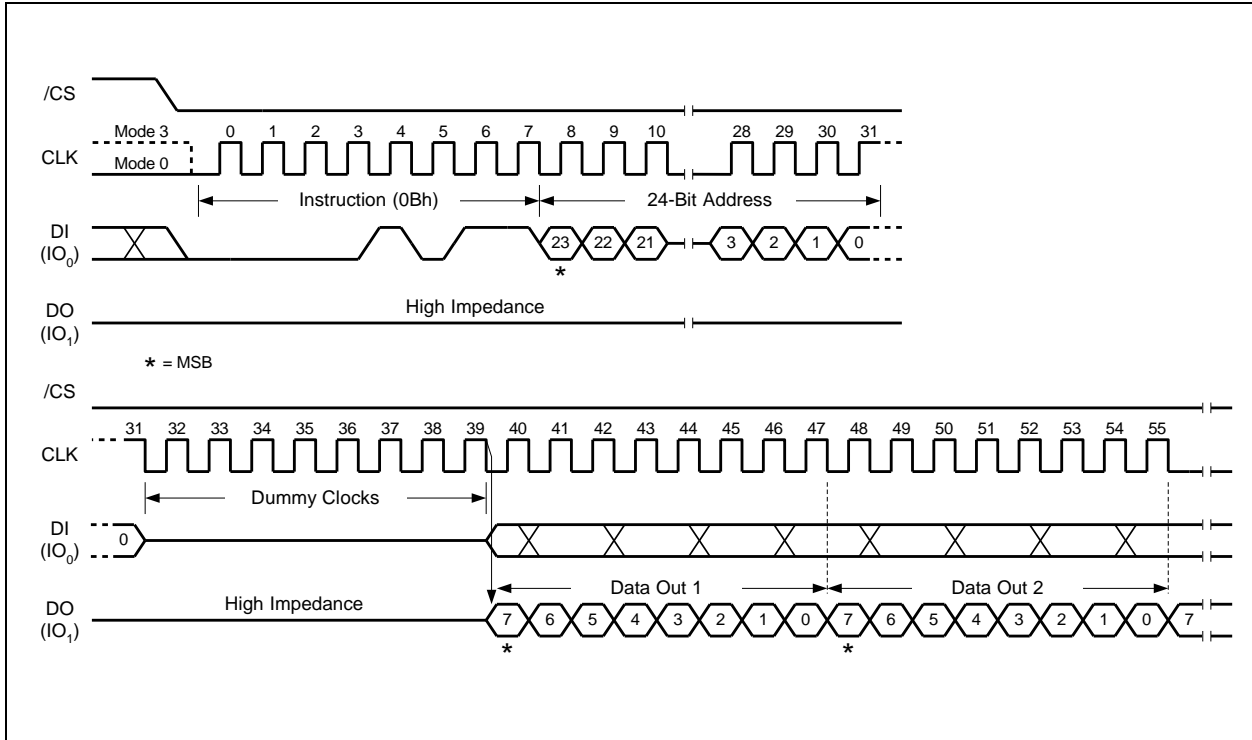 /CS
Mode 3 0 1 2 3 4 5 6 7 8 9 10 28 29 30 31
CLK
Mode 0
Instruction (0Bh) 24-Bit Address
DI
(IO0) 23 22 21 3 2 1 0
*
High Impedance
DO
(IO1)
* = MSB
/CS
31 32 33 34 35 36 37 38 39 40 41 42 43 44 45 46 47 48 49 50 51 52 53 54 55
CLK
Dummy Clocks
DI
(IO0) 0
Data Out 1 Data Out 2
High Impedance
DO
(IO1) 7 6 5 4 3 2 1 0 7 6 5 4 3 2 1 0 7
* *